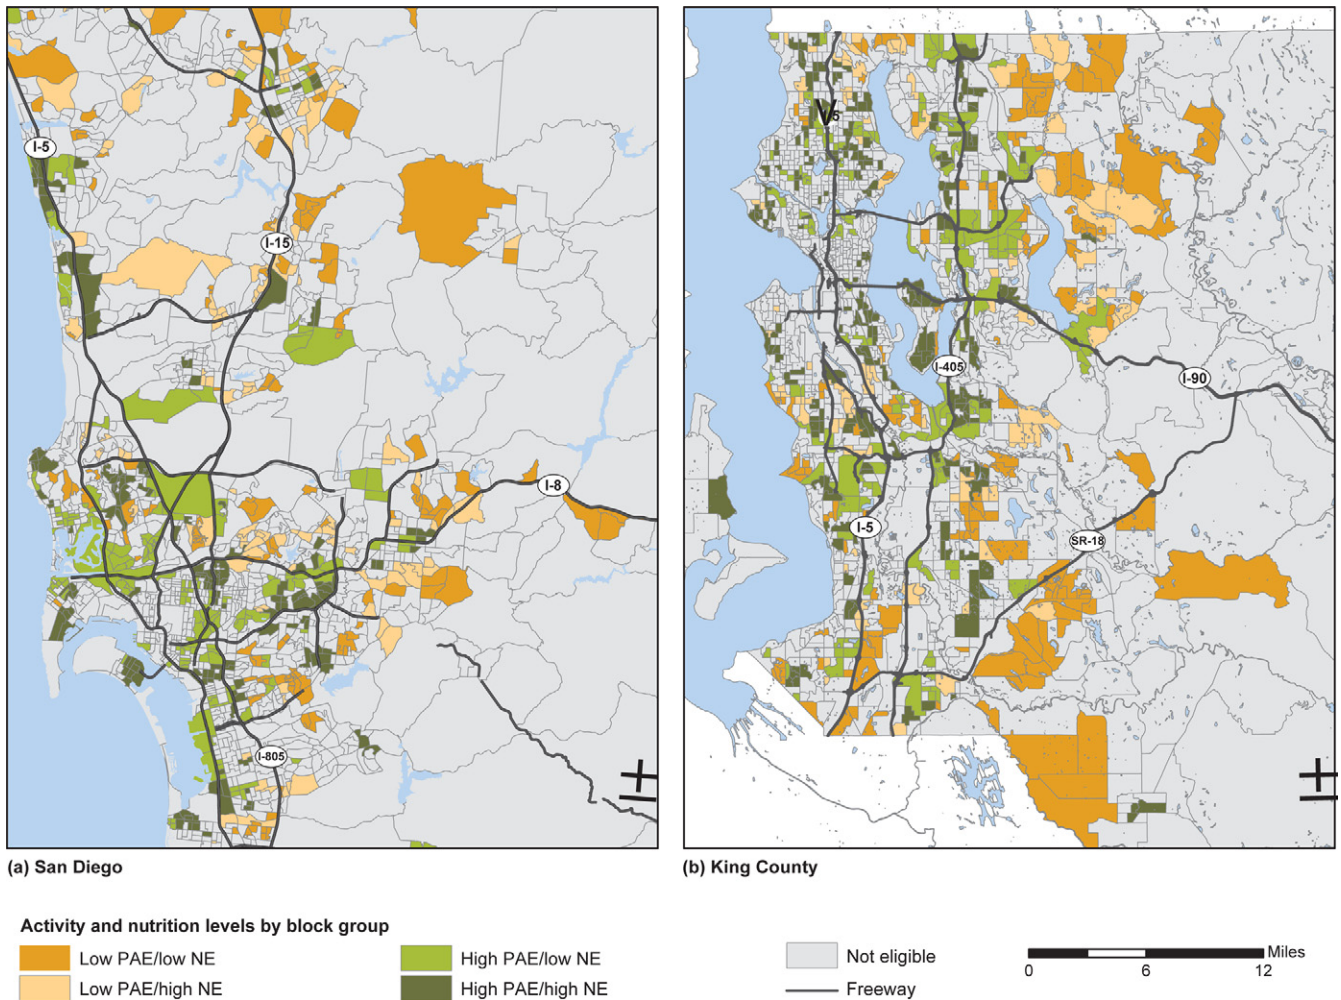 I-5
I-15
I-8
I-805
I-405
I-90
I-5
SR-18
(a) San Diego
(b) King County
Activity and nutrition levels by block group
Low PAE/low NE
High PAE/low NE
Not eligible
Miles
0
6
12
Low PAE/high NE
High PAE/high NE
Freeway